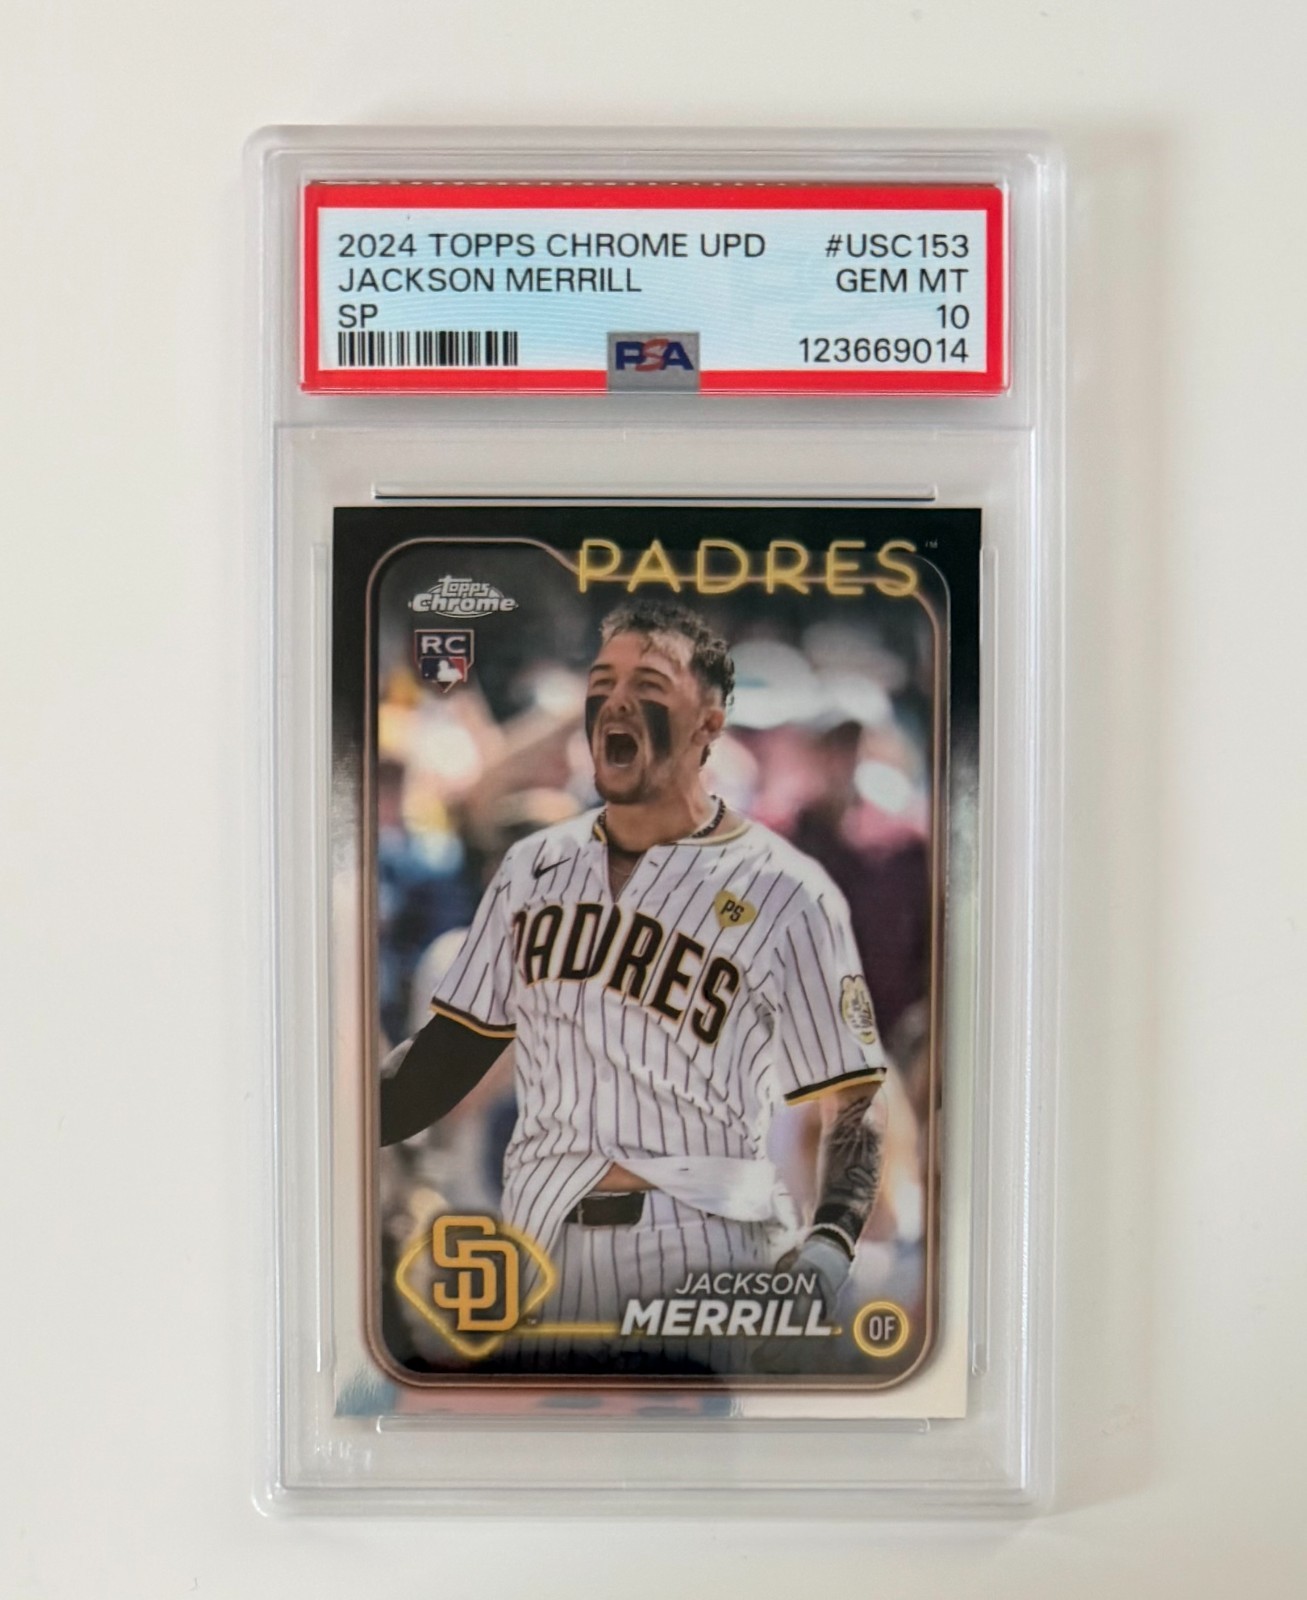 2024 TOPPS CHROME UPD #USC153
JACKSON MERRILL GEM MT
SP 10
PSA 123669014
PADRES TM
Topps
Chrome
RC
PS
PADRES
SD
JACKSON
MERRILL
OF